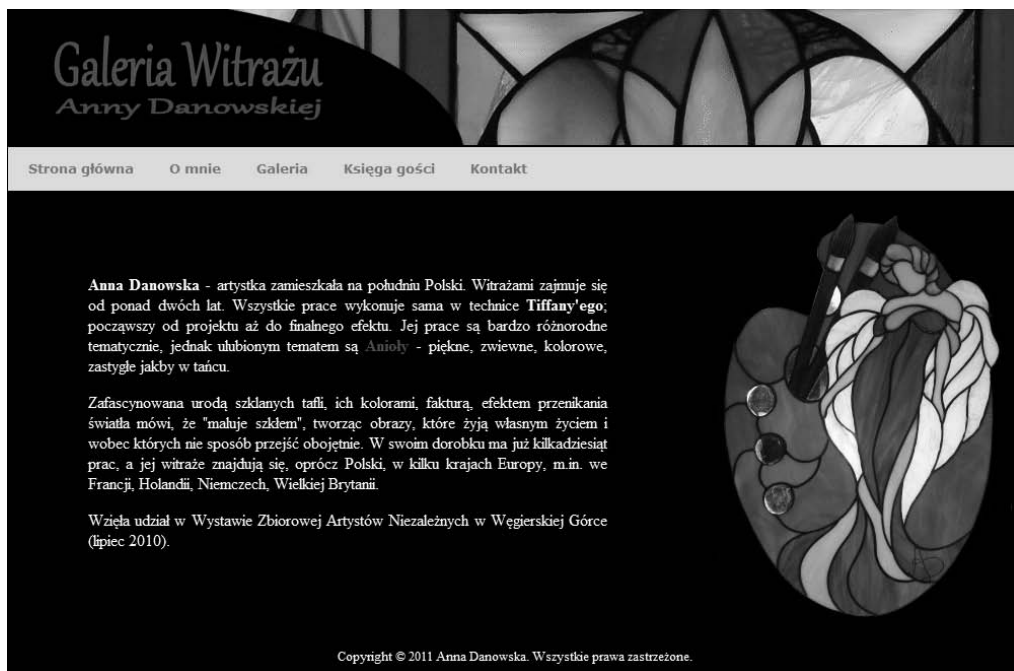 Galeria Witrażu
Anny Danowskiej
Strona główna O mnie Galeria Księga gości Kontakt
Anna Danowska - artystka zamieszkała na południu Polski. Witrażami zajmuje się
od ponad dwóch lat. Wszystkie prace wykonuje sama w technice Tiffany'ego;
począwszy od projektu aż do finalnego efektu. Jej prace są bardzo różnorodne
tematycznie, jednak ulubionym tematem są Anioły - piękne, zwiewne, kolorowe,
zastygłe jakby w tańcu.
Zafascynowana urodą szklanych tafli, ich kolorami, fakturą, efektem przenikania
światła mówi, że "maluje szkłem", tworząc obrazy, które żyją własnym życiem i
wobec których nie sposób przejść obojętnie. W swoim dorobku ma już kilkadziesiąt
prac, a jej witraże znajdują się, oprócz Polski, w kilku krajach Europy, m.in. we
Francji, Holandii, Niemczech, Wielkiej Brytanii.
Wzięła udział w Wystawie Zbiorowej Artystów Niezależnych w Węgierskiej Górce
(lipiec 2010).
Copyright © 2011 Anna Danowska. Wszystkie prawa zastrzeżone.